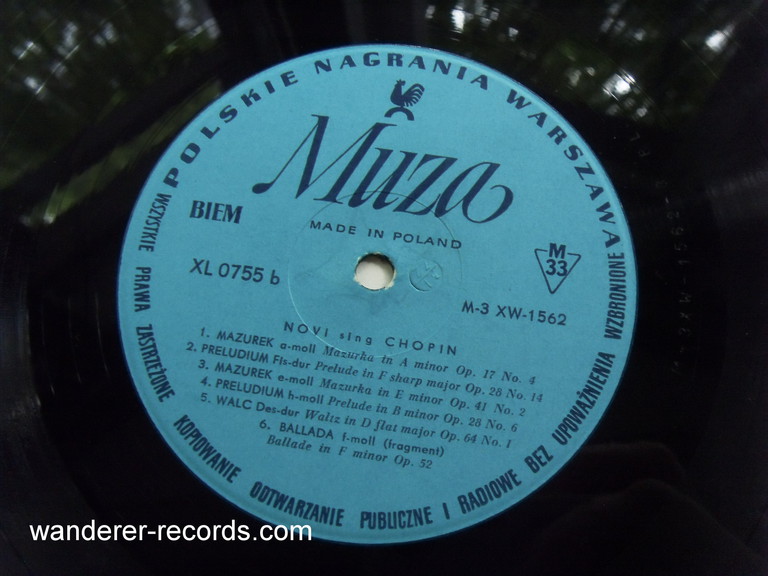 POLSKIE NAGRANIA WARSZAWA
Muza
MADE IN POLAND
BIEM
XL 0755 b
M
33
M-3 XW-1562
NOVI sing CHOPIN
1. MAZUREK a-moll Mazurka in A minor Op. 17 No. 4
2. PRELUDIUM Fis-dur Prelude in F sharp major Op. 28 No. 14
3. MAZUREK e-moll Mazurka in E minor Op. 41 No. 2
4. PRELUDIUM h-moll Prelude in B minor Op. 28 No. 6
5. WALC Des-dur Waltz in D flat major Op. 64 No. 1
6. BALLADA f-moll (fragment)
Ballade in F minor Op. 52
WSZYSTKIE PRAWA ZASTRZEŻONE KOPIOWANIE ODTWARZANIE PUBLICZNE I RADIOWE BEZ UPOWAŻNIENIA WZBRONIONE
wanderer-records.com